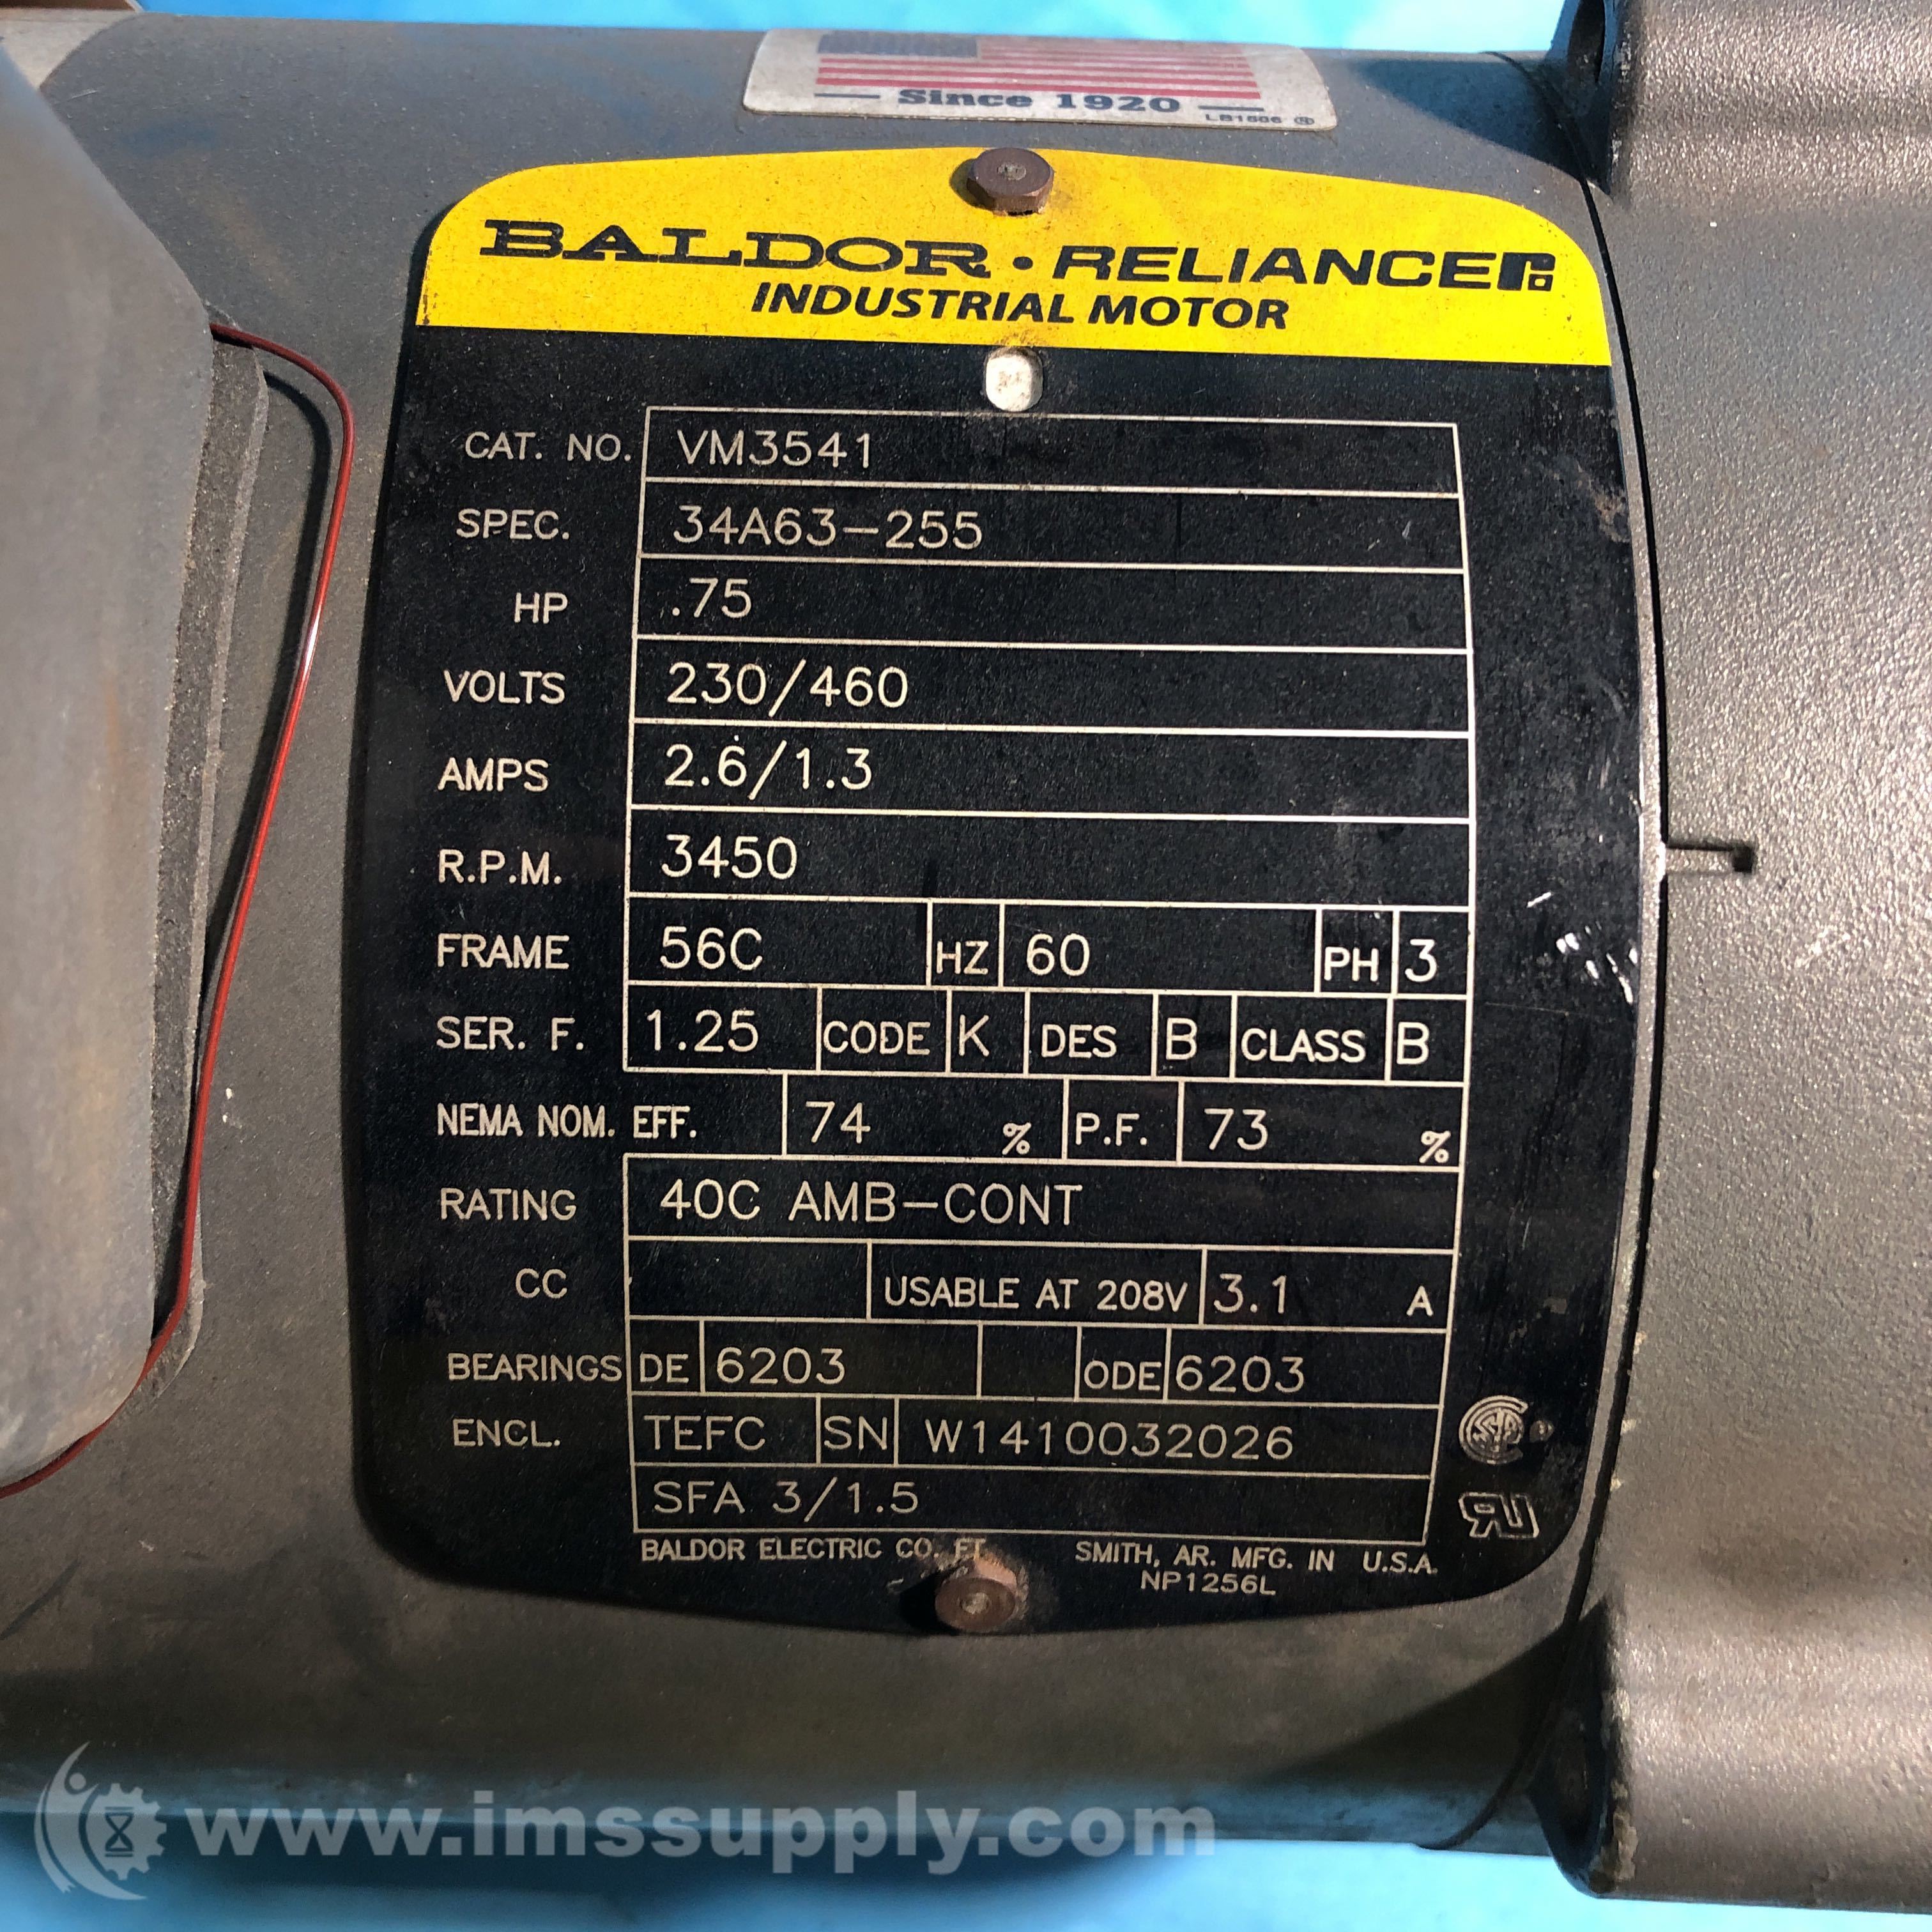 Since 1920
LB1606
BALDOR • RELIANCE
INDUSTRIAL MOTOR
CAT. NO. VM3541
SPEC. 34A63-255
HP .75
VOLTS 230/460
AMPS 2.6/1.3
R.P.M. 3450
FRAME 56C HZ 60 PH 3
SER. F. 1.25 CODE K DES B CLASS B
NEMA NOM. EFF. 74 % P.F. 73 %
RATING 40C AMB-CONT
CC USABLE AT 208V 3.1 A
BEARINGS DE 6203 ODE 6203
ENCL. TEFC SN W1410032026
SFA 3/1.5
BALDOR ELECTRIC CO. FT. SMITH, AR. MFG. IN U.S.A.
NP1256L
www.imssupply.com